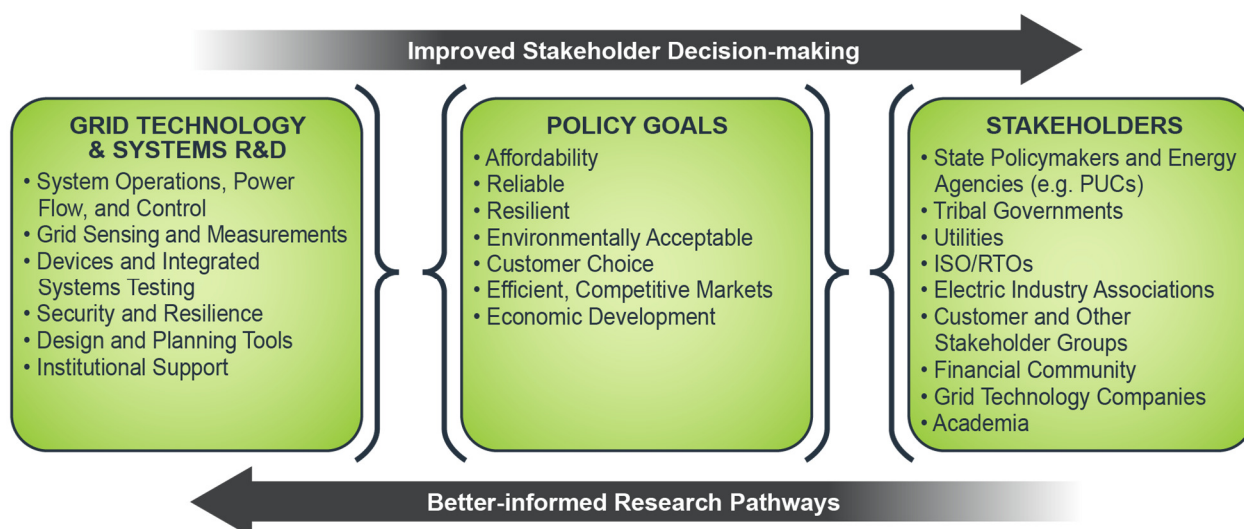 Improved Stakeholder Decision-making
GRID TECHNOLOGY
& SYSTEMS R&D
• System Operations, Power
Flow, and Control
• Grid Sensing and Measurements
• Devices and Integrated
Systems Testing
• Security and Resilience
• Design and Planning Tools
• Institutional Support
POLICY GOALS
• Affordability
• Reliable
• Resilient
• Environmentally Acceptable
• Customer Choice
• Efficient, Competitive Markets
• Economic Development
STAKEHOLDERS
• State Policymakers and Energy
Agencies (e.g. PUCs)
• Tribal Governments
• Utilities
• ISO/RTOs
• Electric Industry Associations
• Customer and Other
Stakeholder Groups
• Financial Community
• Grid Technology Companies
• Academia
Better-informed Research Pathways